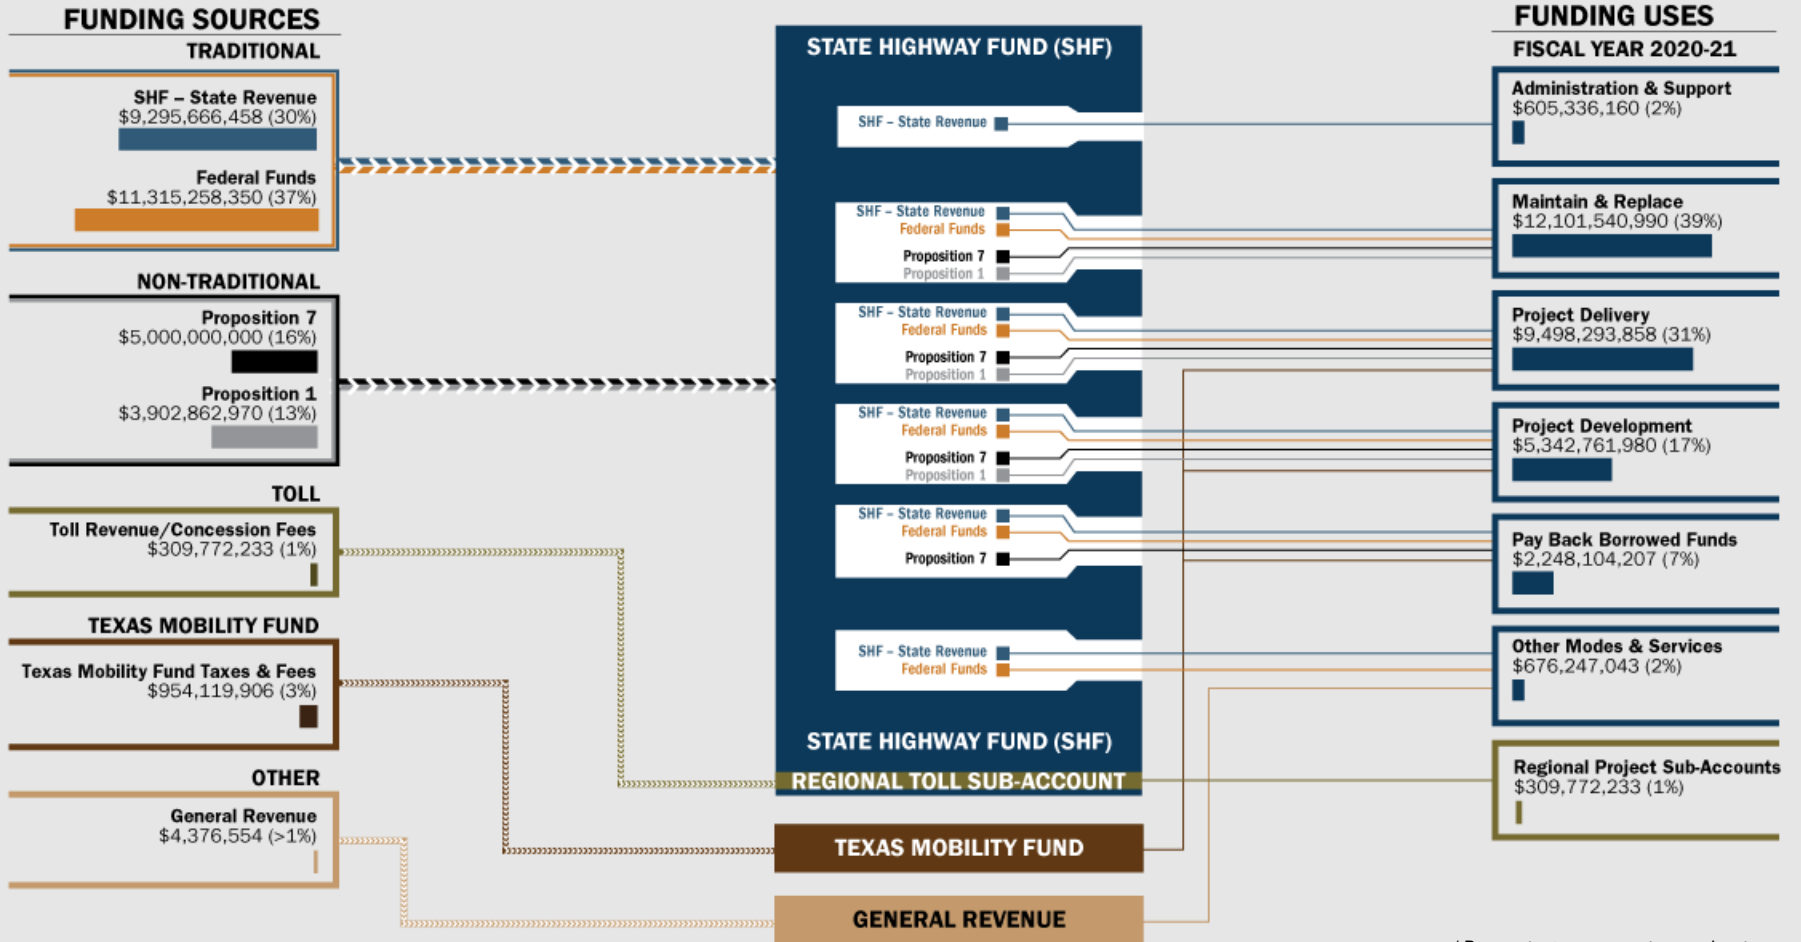 FUNDING SOURCES
TRADITIONAL
SHF – State Revenue
$9,295,666,458 (30%)
Federal Funds
$11,315,258,350 (37%)
NON-TRADITIONAL
Proposition 7
$5,000,000,000 (16%)
Proposition 1
$3,902,862,970 (13%)
TOLL
Toll Revenue/Concession Fees
$309,772,233 (1%)
TEXAS MOBILITY FUND
Texas Mobility Fund Taxes & Fees
$954,119,906 (3%)
OTHER
General Revenue
$4,376,554 (>1%)
STATE HIGHWAY FUND (SHF)
SHF – State Revenue
SHF – State Revenue
Federal Funds
Proposition 7
Proposition 1
SHF – State Revenue
Federal Funds
Proposition 7
Proposition 1
SHF – State Revenue
Federal Funds
Proposition 7
Proposition 1
SHF – State Revenue
Federal Funds
Proposition 7
SHF – State Revenue
Federal Funds
STATE HIGHWAY FUND (SHF)
REGIONAL TOLL SUB-ACCOUNT
TEXAS MOBILITY FUND
GENERAL REVENUE
FUNDING USES
FISCAL YEAR 2020-21
Administration & Support
$605,336,160 (2%)
Maintain & Replace
$12,101,540,990 (39%)
Project Delivery
$9,498,293,858 (31%)
Project Development
$5,342,761,980 (17%)
Pay Back Borrowed Funds
$2,248,104,207 (7%)
Other Modes & Services
$676,247,043 (2%)
Regional Project Sub-Accounts
$309,772,233 (1%)